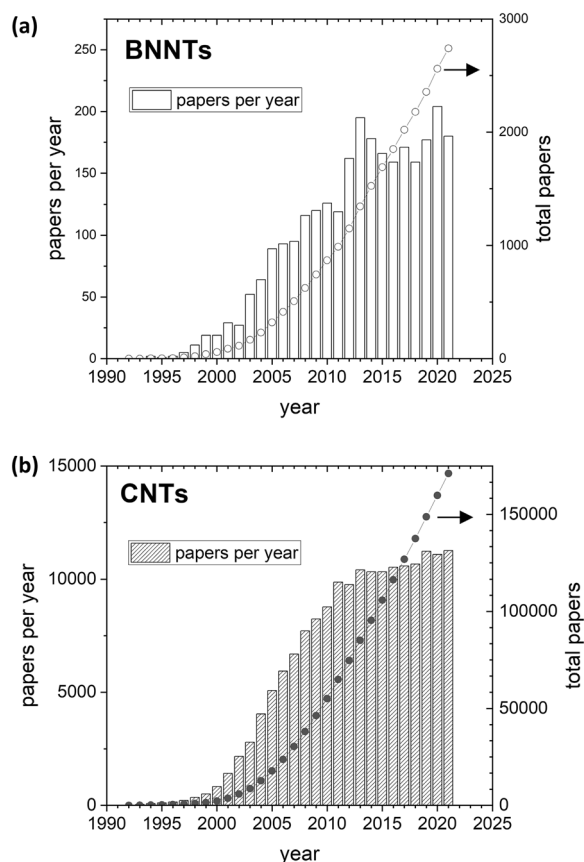 (a)
BNNTs
papers per year
papers per year
total papers
0
50
100
150
200
250
0
1000
2000
3000
1990
1995
2000
2005
2010
2015
2020
2025
year
(b)
CNTs
papers per year
papers per year
total papers
0
5000
10000
15000
0
50000
100000
150000
1990
1995
2000
2005
2010
2015
2020
2025
year